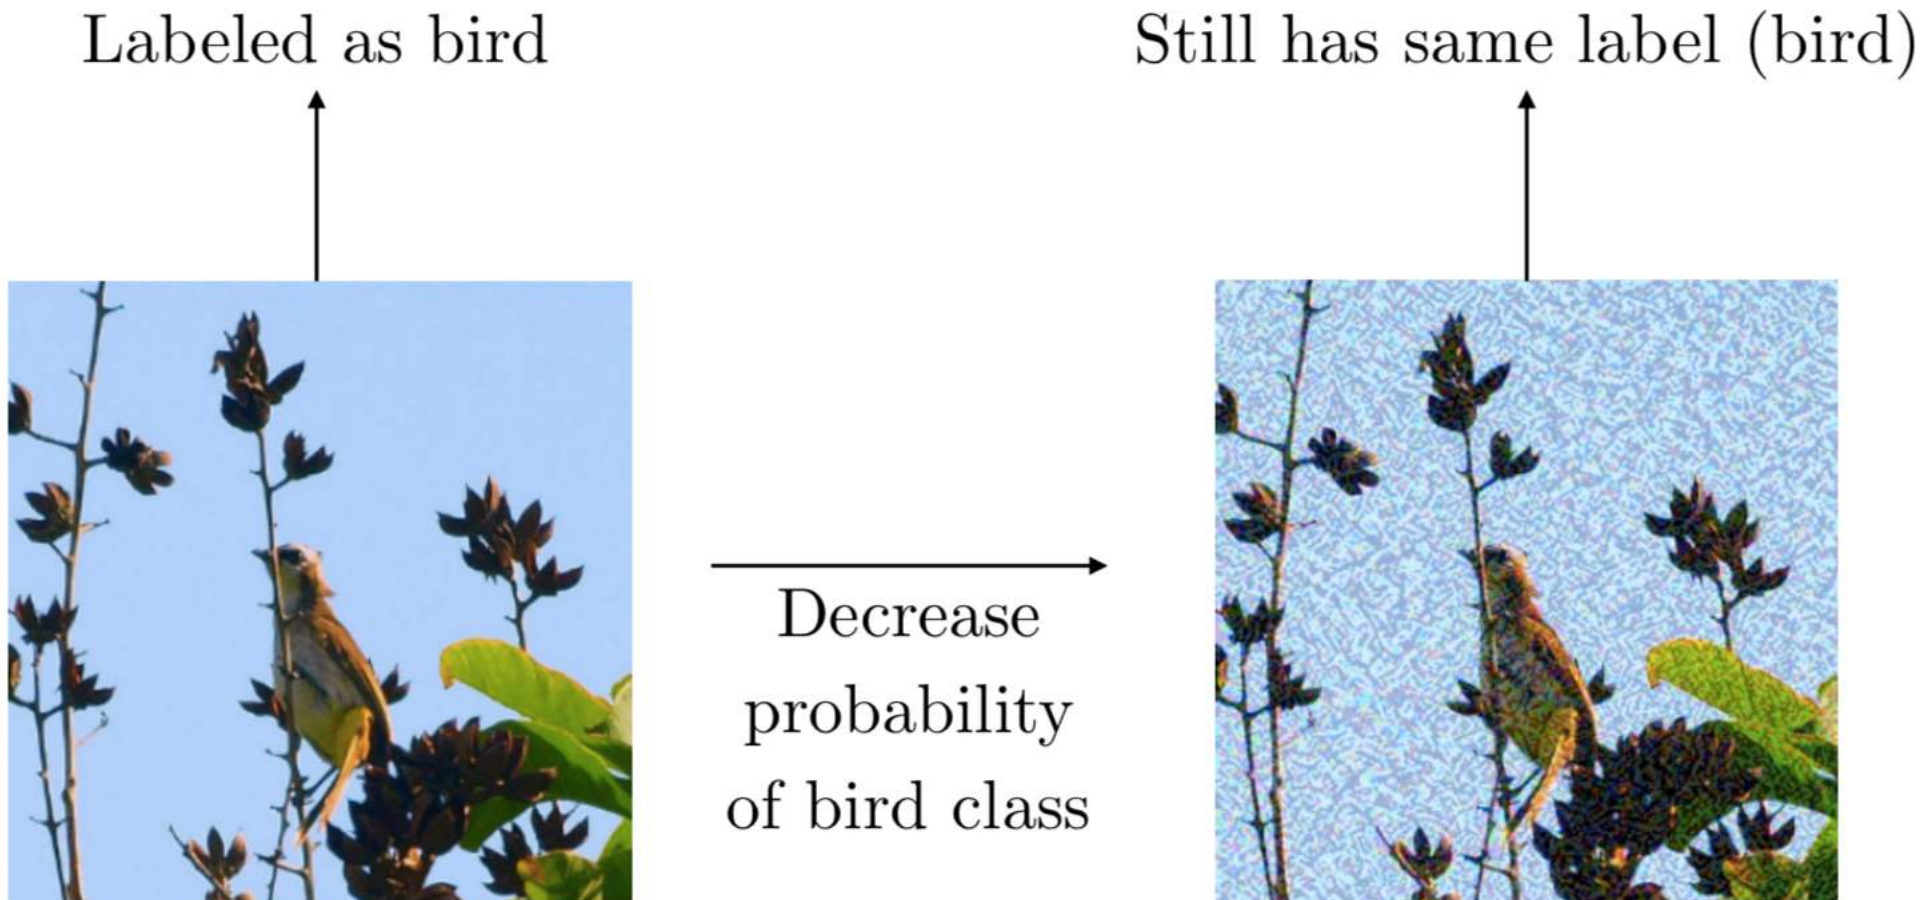 Labeled as bird
Still has same label (bird)
Decrease
probability
of bird class